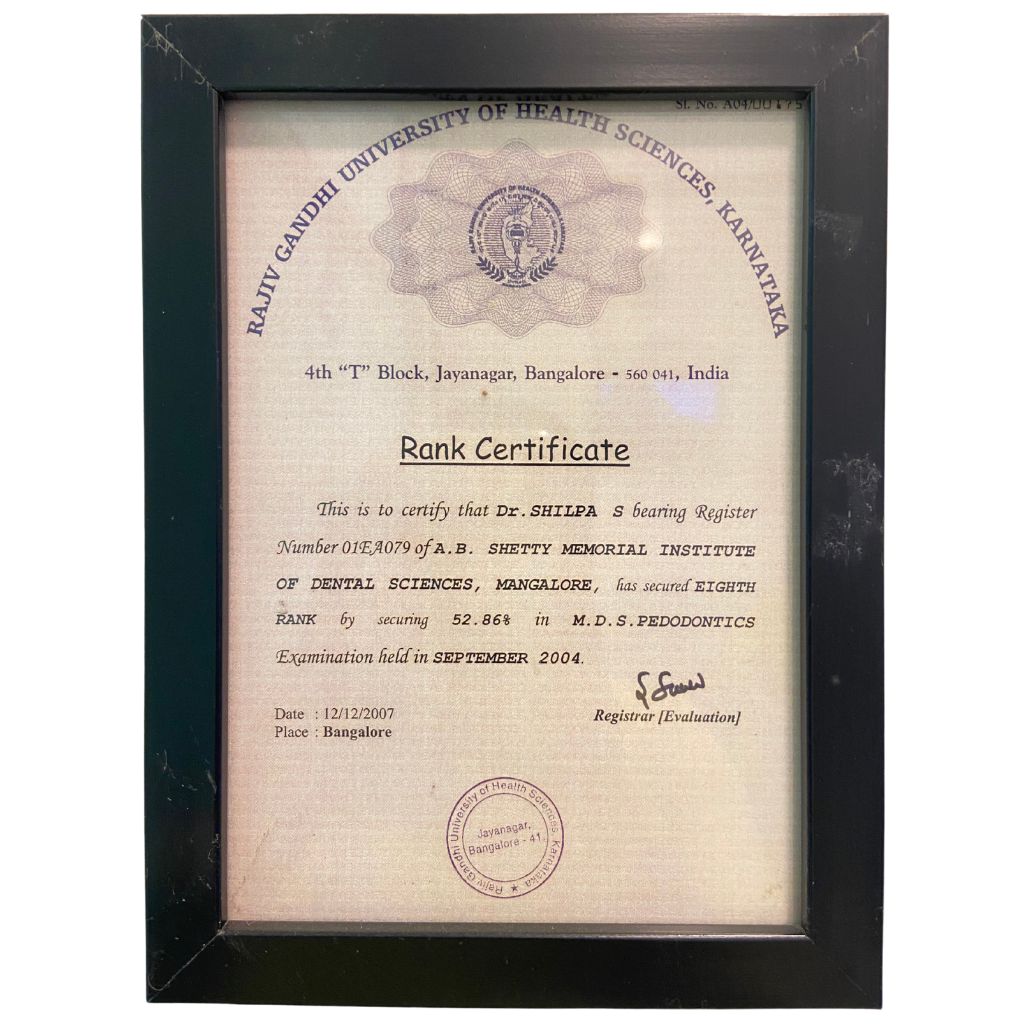 Sl. No. A04/00175
RAJIV GANDHI UNIVERSITY OF HEALTH SCIENCES, KARNATAKA
4th “T” Block, Jayanagar, Bangalore - 560 041, India
Rank Certificate
This is to certify that Dr.SHILPA S bearing Register
Number 01EA079 of A.B. SHETTY MEMORIAL INSTITUTE
OF DENTAL SCIENCES, MANGALORE, has secured EIGHTH
RANK by securing 52.86% in M.D.S.PEDODONTICS
Examination held in SEPTEMBER 2004.
Date : 12/12/2007
Place : Bangalore
Registrar [Evaluation]
Rajiv Gandhi University of Health Sciences, Karnataka ★
Jayanagar,
Bangalore - 41.